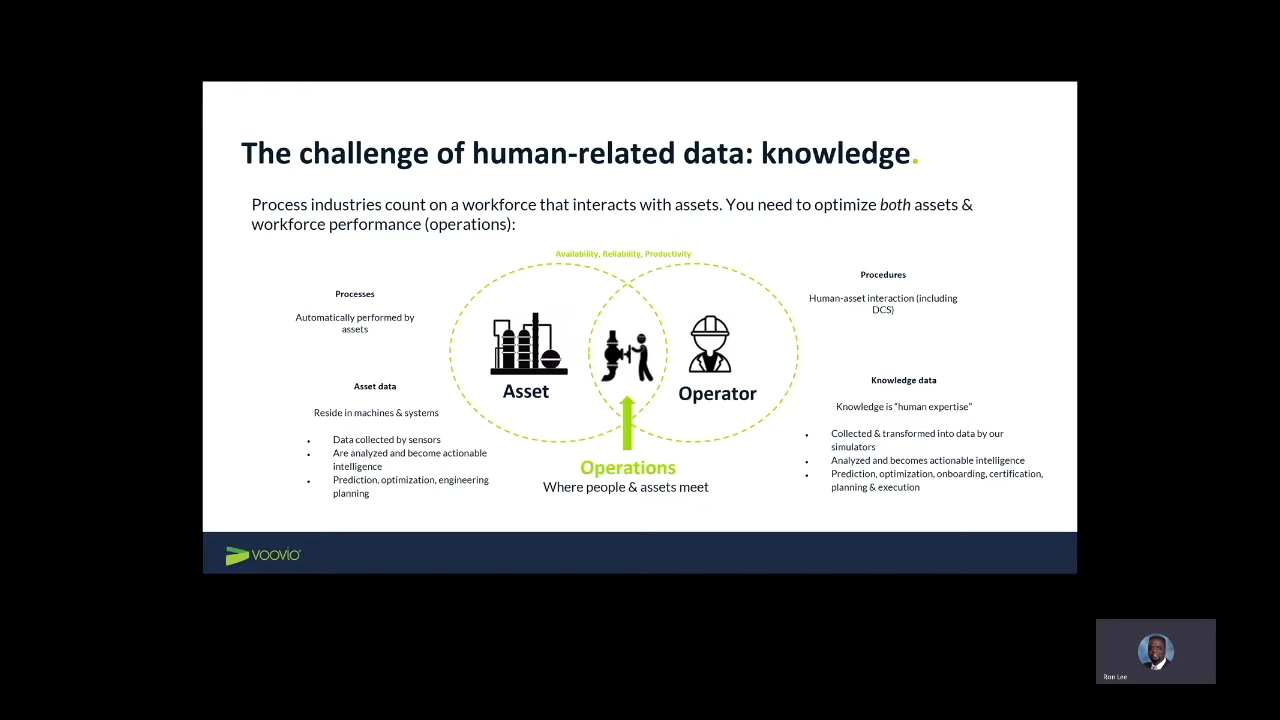 The challenge of human-related data: knowledge.
Process industries count on a workforce that interacts with assets. You need to optimize both assets &
workforce performance (operations):
Availability, Reliability, Productivity
Processes
Automatically performed by
assets
Asset data
Reside in machines & systems
• Data collected by sensors
• Are analyzed and become actionable
intelligence
• Prediction, optimization, engineering
planning
Asset
Operator
Operations
Where people & assets meet
Procedures
Human-asset interaction (including
DCS)
Knowledge data
Knowledge is “human expertise”
• Collected & transformed into data by our
simulators
• Analyzed and becomes actionable intelligence
• Prediction, optimization, onboarding, certification,
planning & execution
VOOVIO
Ron Lee